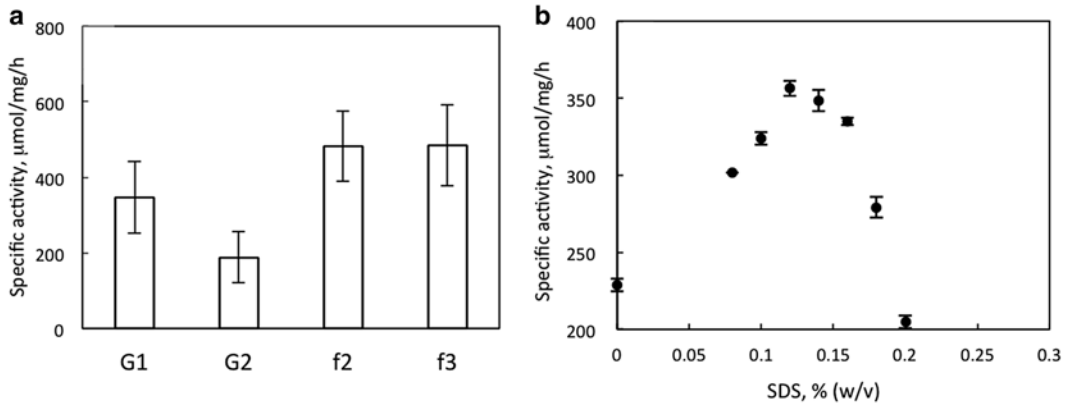 a
800
600
400
200
0
Specific activity, μmol/mg/h
G1 G2 f2 f3
b
400
350
300
250
200
Specific activity, μmol/mg/h
0 0.05 0.1 0.15 0.2 0.25 0.3
SDS, % (w/v)